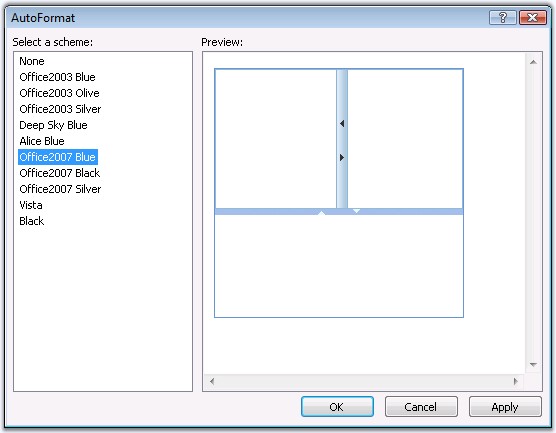 AutoFormat
Select a scheme:
Preview:
None
Office2003 Blue
Office2003 Olive
Office2003 Silver
Deep Sky Blue
Alice Blue
Office2007 Blue
Office2007 Black
Office2007 Silver
Vista
Black
OK
Cancel
Apply